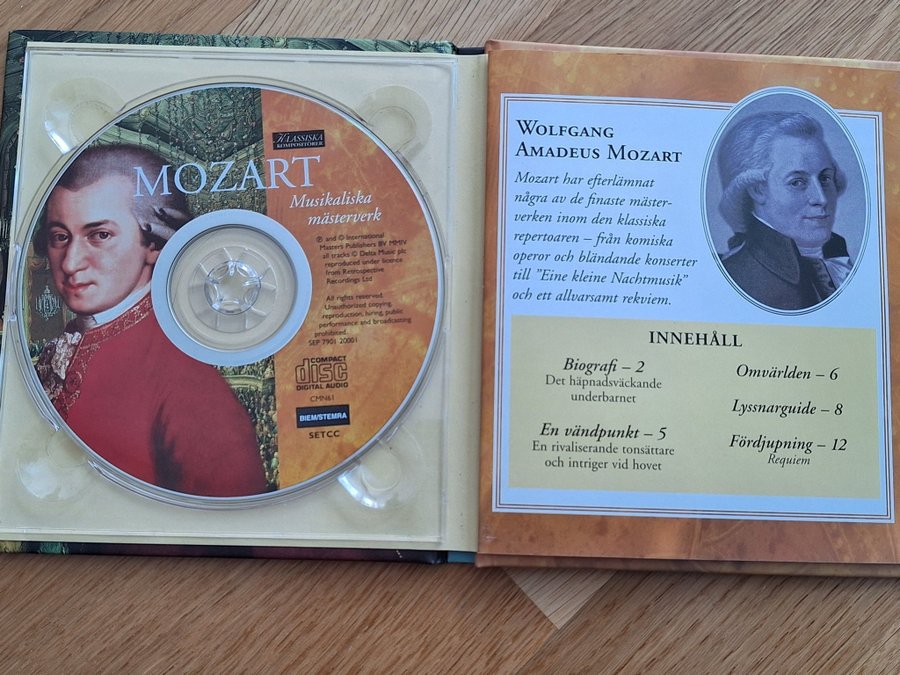 KLASSISKA
KOMPOSITÖRER
MOZART
Musikaliska
mästerverk
℗ and © International
Masters Publishers BV MMIV
all tracks © Delta Music plc
reproduced under licence
from Retrospective
Recordings Ltd
All rights reserved.
Unauthorized copying,
reproduction, hiring, public
performance and broadcasting
prohibited.
SEP 7901 20001
COMPACT
disc
DIGITAL AUDIO
CMN61
BIEM/STEMRA
SETCC
WOLFGANG
AMADEUS MOZART
Mozart har efterlämnat
några av de finaste mäster-
verken inom den klassiska
repertoaren – från komiska
operor och bländande konserter
till ”Eine kleine Nachtmusik”
och ett allvarsamt rekviem.
INNEHÅLL
Biografi – 2
Det häpnadsväckande
underbarnet
En vändpunkt – 5
En rivaliserande tonsättare
och intriger vid hovet
Omvärlden – 6
Lyssnarguide – 8
Fördjupning – 12
Requiem